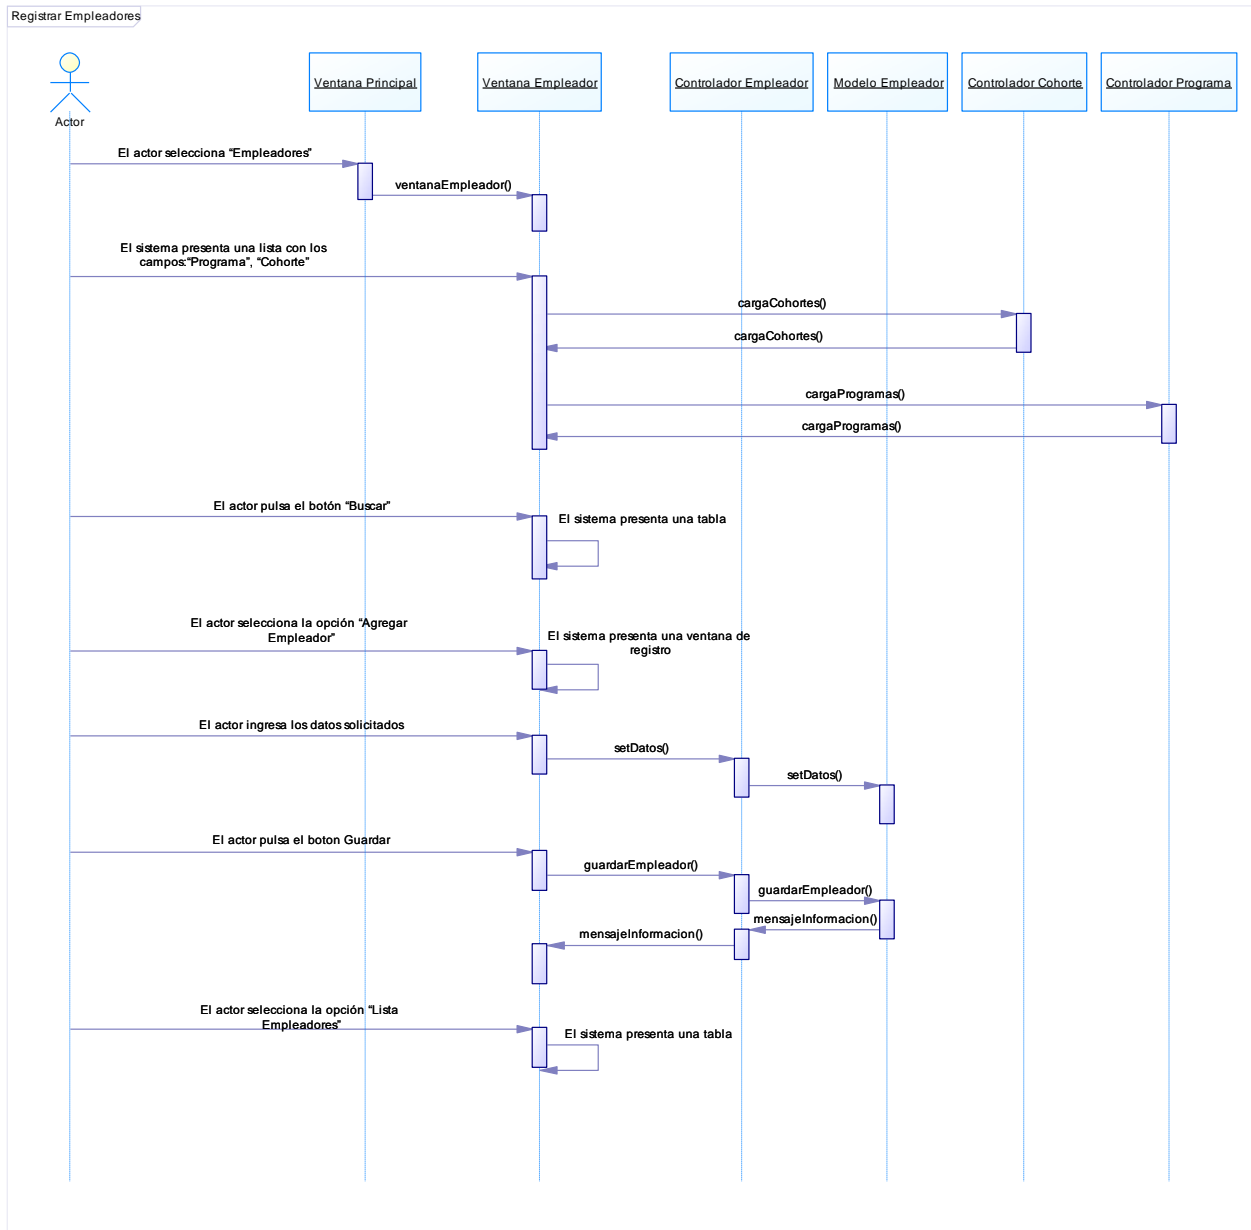 Registrar Empleadores
Ventana Principal
Ventana Empleador
Controlador Empleador
Modelo Empleador
Controlador Cohorte
Controlador Programa
Actor
El actor selecciona “Empleadores”
ventanaEmpleador()
El sistema presenta una lista con los
campos:“Programa”, “Cohorte”
cargaCohortes()
cargaCohortes()
cargaProgramas()
cargaProgramas()
El actor pulsa el botón “Buscar”
El sistema presenta una tabla
El actor selecciona la opción “Agregar
Empleador”
El sistema presenta una ventana de
registro
El actor ingresa los datos solicitados
setDatos()
setDatos()
El actor pulsa el boton Guardar
guardarEmpleador()
guardarEmpleador()
mensajeInformacion()
mensajeInformacion()
El actor selecciona la opción “Lista
Empleadores”
El sistema presenta una tabla